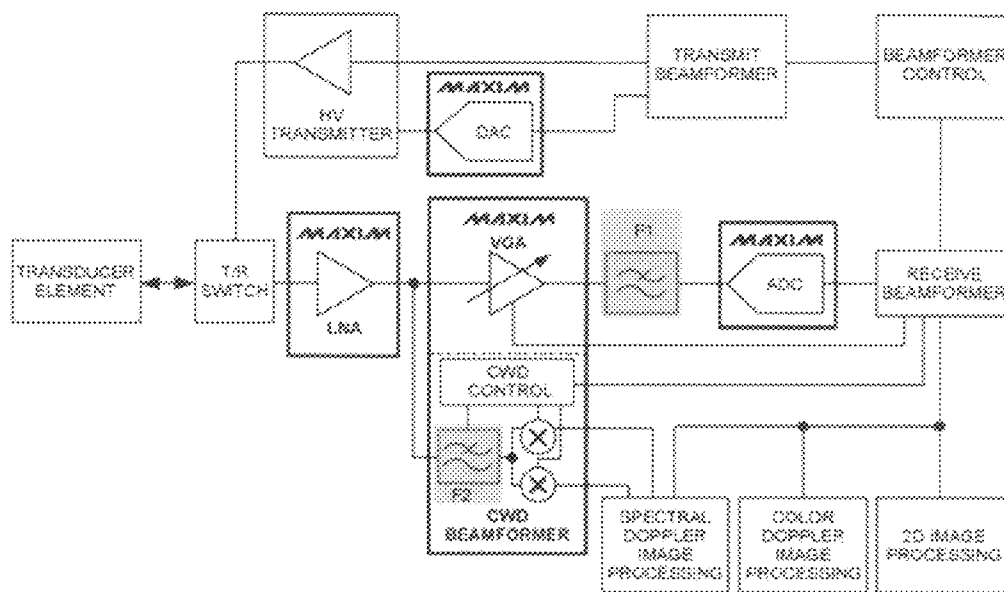 HV
TRANSMITTER
MAXIM
DAC
TRANSMIT
BEAMFORMER
BEAMFORMER
CONTROL
TRANSDUCER
ELEMENT
T/R
SWITCH
MAXIM
LNA
MAXIM
VGA
F1
MAXIM
ADC
RECEIVE
BEAMFORMER
CWD
CONTROL
F2
CWD
BEAMFORMER
SPECTRAL
DOPPLER
IMAGE
PROCESSING
COLOR
DOPPLER
IMAGE
PROCESSING
2D IMAGE
PROCESSING